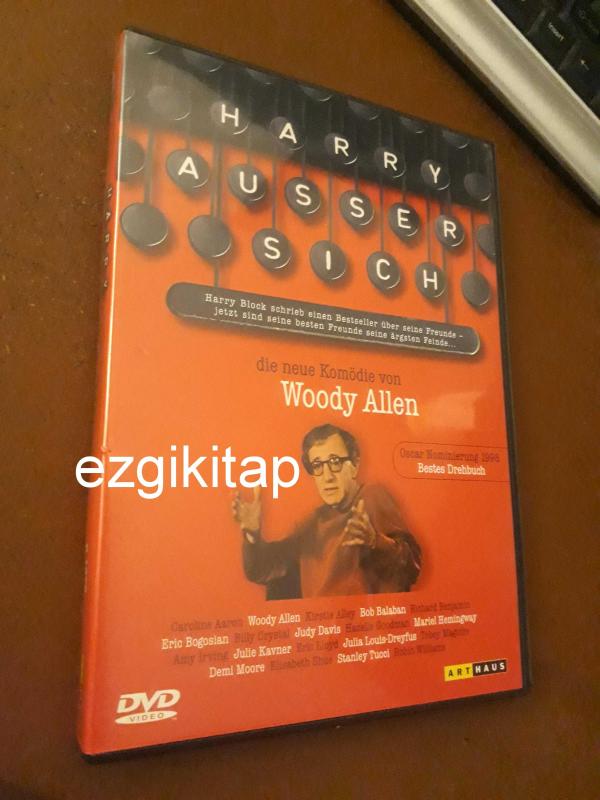 HARRY
AUSSER
SICH
Harry Block schrieb einen Bestseller über seine Freunde –
jetzt sind seine besten Freunde seine ärgsten Feinde...
die neue Komödie von
Woody Allen
Oscar Nominierung 1998
Bestes Drehbuch
ezgikitap
Caroline Aaron Woody Allen Kirstie Alley Bob Balaban Richard Benjamin
Eric Bogosian Billy Crystal Judy Davis Hazelle Goodman Mariel Hemingway
Amy Irving Julie Kavner Eric Lloyd Julia Louis-Dreyfus Tobey Maguire
Demi Moore Elisabeth Shue Stanley Tucci Robin Williams
DVD
VIDEO
ARTHAUS
HARRY
insert